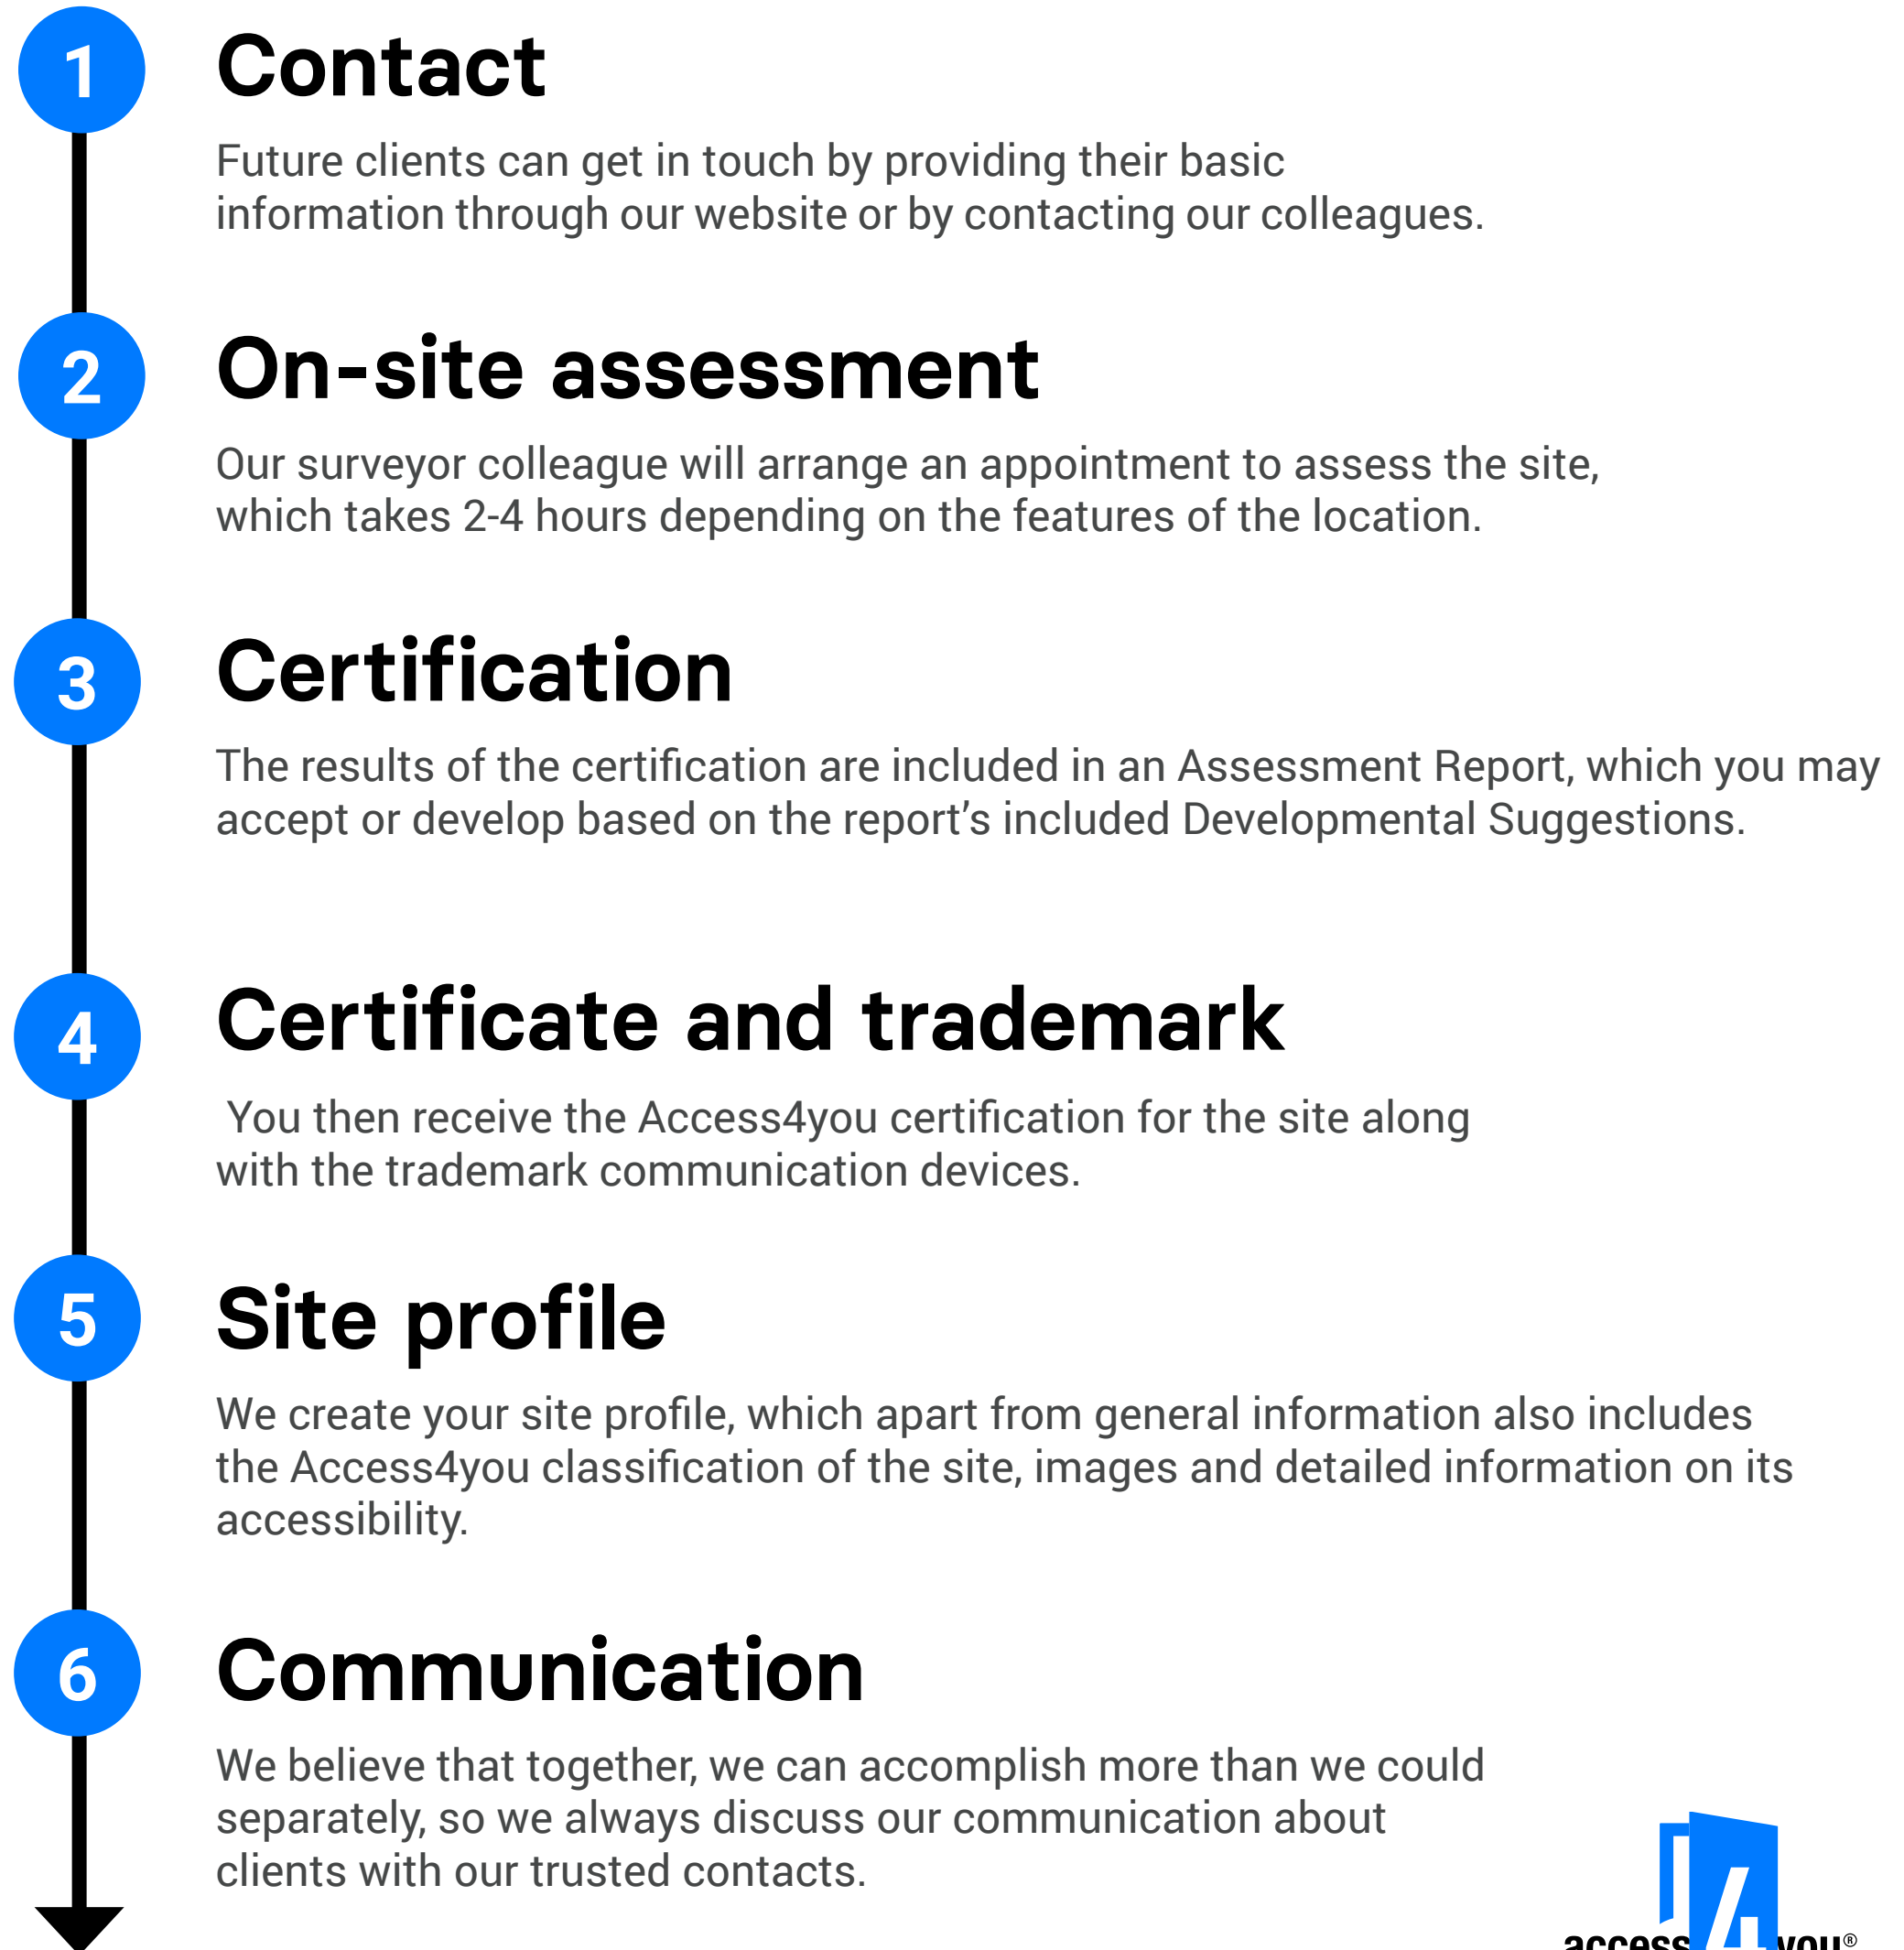 1
Contact
Future clients can get in touch by providing their basic
information through our website or by contacting our colleagues.
2
On-site assessment
Our surveyor colleague will arrange an appointment to assess the site,
which takes 2-4 hours depending on the features of the location.
3
Certification
The results of the certification are included in an Assessment Report, which you may
accept or develop based on the report’s included Developmental Suggestions.
4
Certificate and trademark
You then receive the Access4you certification for the site along
with the trademark communication devices.
5
Site profile
We create your site profile, which apart from general information also includes
the Access4you classification of the site, images and detailed information on its
accessibility.
6
Communication
We believe that together, we can accomplish more than we could
separately, so we always discuss our communication about
clients with our trusted contacts.
access4you®